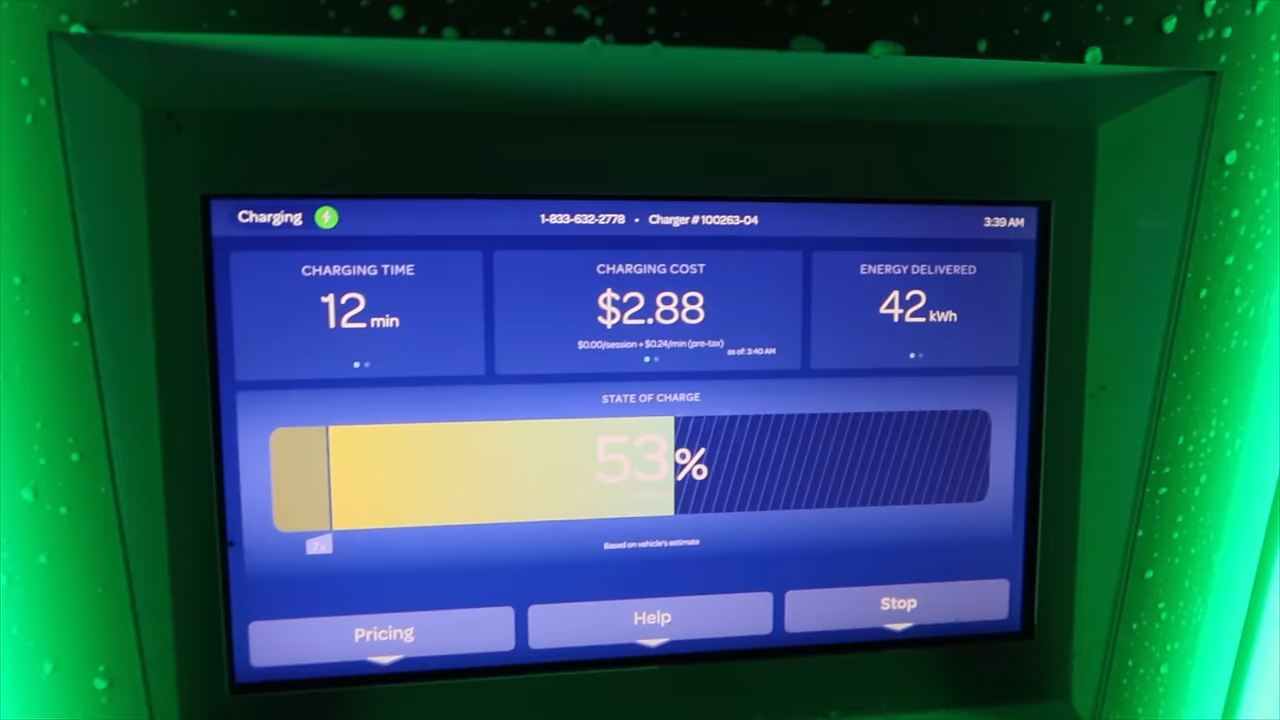 Charging
1-833-632-2778 • Charger # 100263-04
3:39 AM
CHARGING TIME
12 min
CHARGING COST
$2.88
$0.00/session + $0.24/min (pre-tax)
as of: 3:40 AM
ENERGY DELIVERED
42 kWh
STATE OF CHARGE
53%
Based on vehicle's estimate
Pricing
Help
Stop